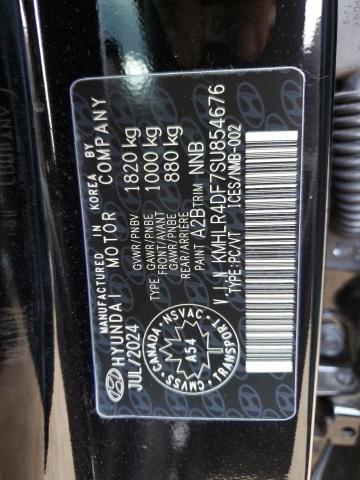 MANUFACTURED IN KOREA BY
HYUNDAI MOTOR COMPANY
JUL/2024
GVWR/PNBV 1820 kg
TYPE GAWR/PNBE FRONT/AVANT 1000 kg
GAWR/PNBE REAR/ARRIERE 880 kg
PAINT A2B TRIM NNB
V I N KMHLR4DF7SU854676
TYPE-PC/VT ICES/NMB-002
CANADA · NSVAC · TRANSPORT · CMVSS
A54